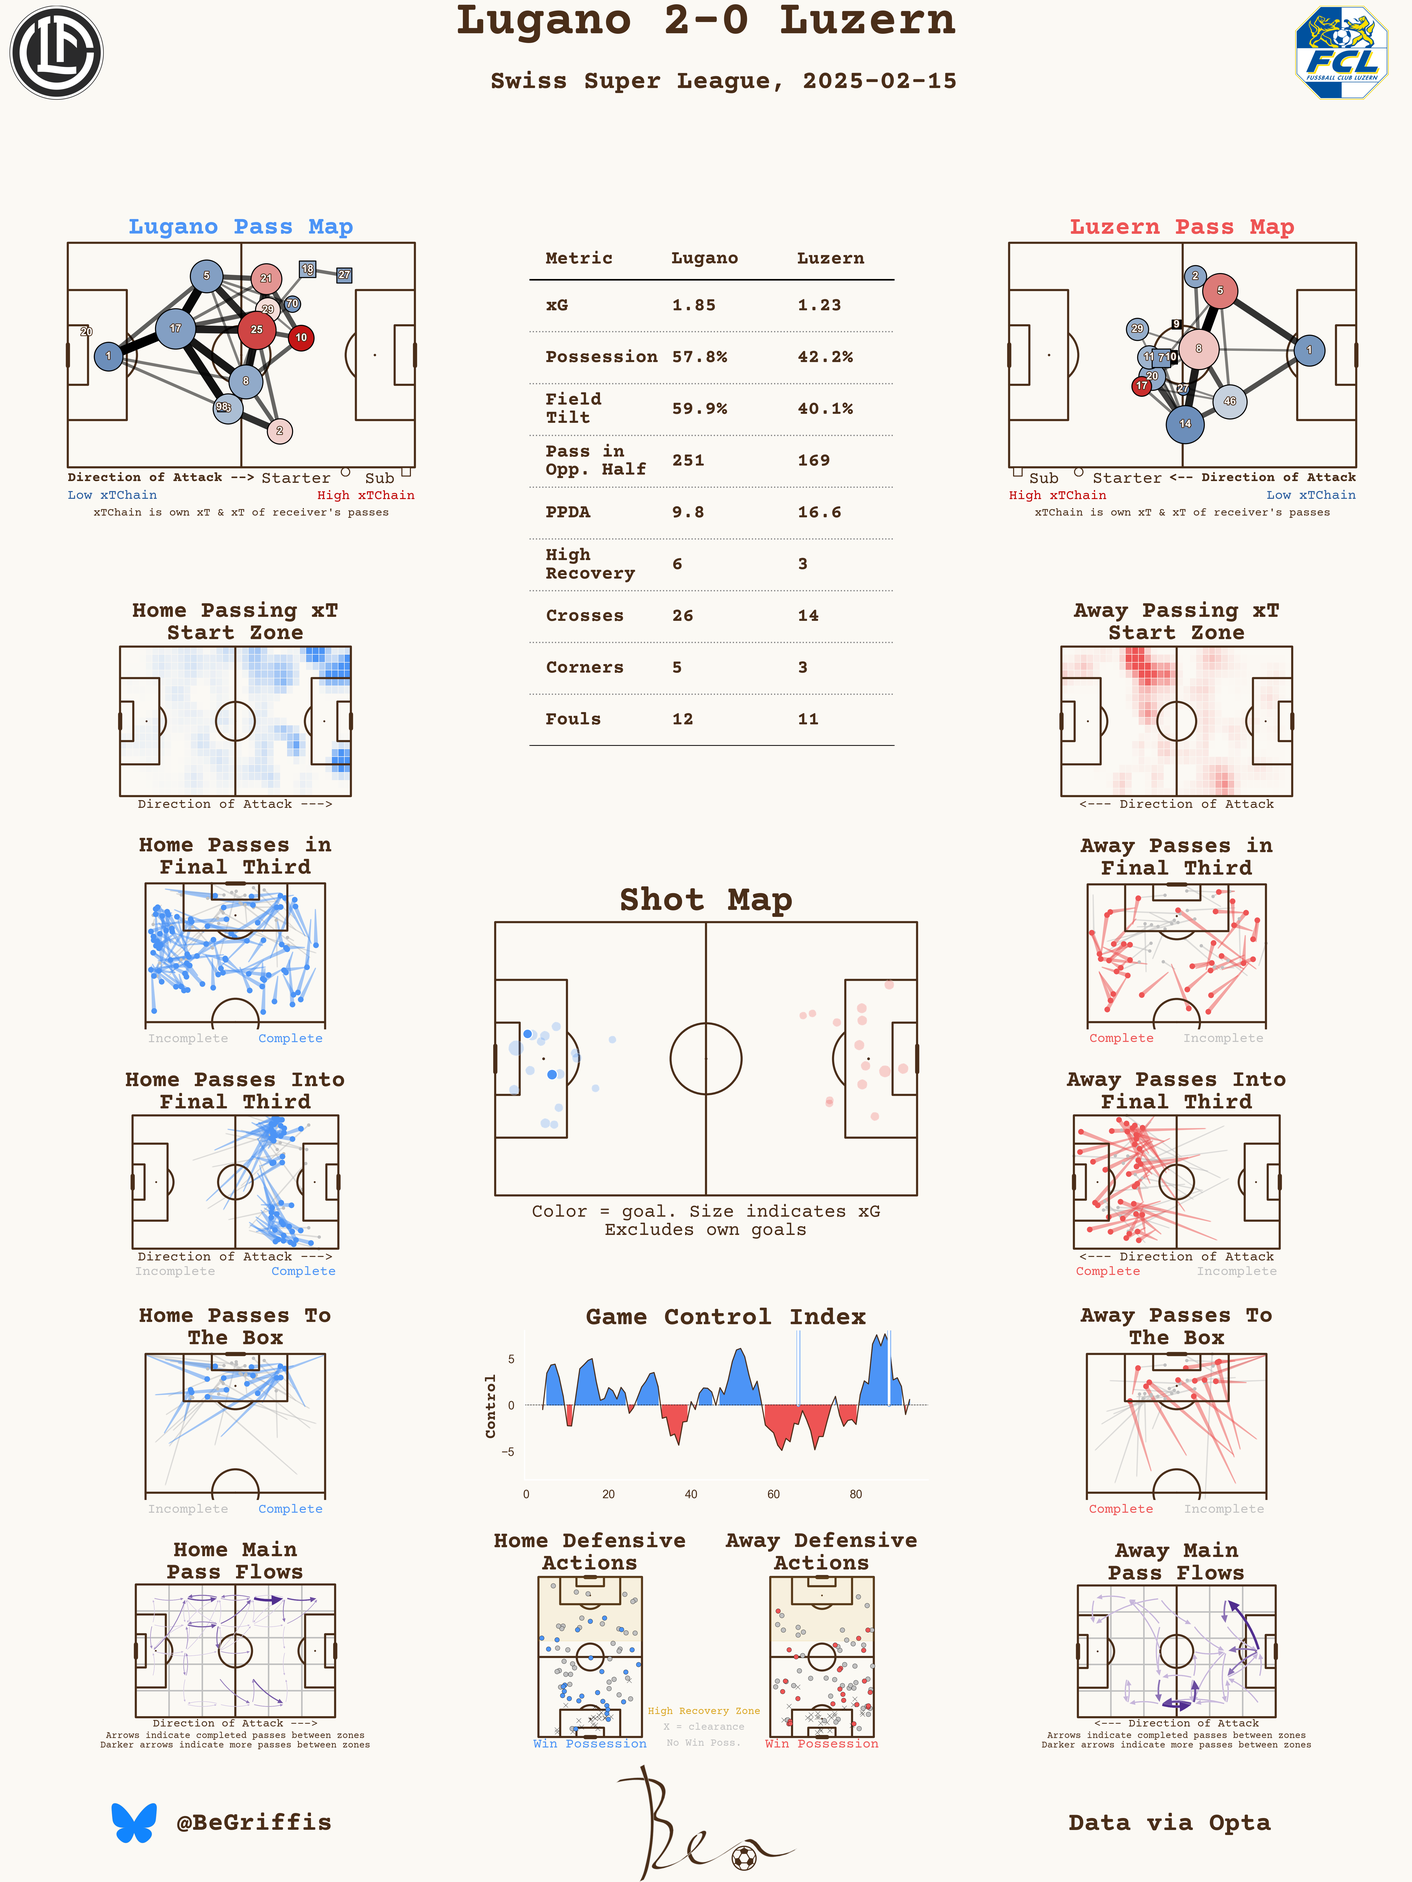 Lugano 2-0 Luzern
Swiss Super League, 2025-02-15
FCL
FUSSBALL CLUB LUZERN
Lugano Pass Map
5
21
18
27
29
70
17
25
10
20
1
8
98
2
Direction of Attack --> Starter Sub
Low xTChain High xTChain
xTChain is own xT & xT of receiver's passes
Metric Lugano Luzern
xG 1.85 1.23
Possession 57.8% 42.2%
Field
Tilt 59.9% 40.1%
Pass in
Opp. Half 251 169
PPDA 9.8 16.6
High
Recovery 6 3
Crosses 26 14
Corners 5 3
Fouls 12 11
Luzern Pass Map
2
5
29
9
8
11
7
10
1
20
17
27
46
14
Sub Starter <-- Direction of Attack
High xTChain Low xTChain
xTChain is own xT & xT of receiver's passes
Home Passing xT
Start Zone
Direction of Attack --->
Away Passing xT
Start Zone
<--- Direction of Attack
Home Passes in
Final Third
Incomplete Complete
Away Passes in
Final Third
Complete Incomplete
Shot Map
Color = goal. Size indicates xG
Excludes own goals
Home Passes Into
Final Third
Direction of Attack --->
Incomplete Complete
Away Passes Into
Final Third
<--- Direction of Attack
Complete Incomplete
Home Passes To
The Box
Incomplete Complete
Game Control Index
Control
5
0
−5
0 20 40 60 80
Away Passes To
The Box
Complete Incomplete
Home Main
Pass Flows
Direction of Attack --->
Arrows indicate completed passes between zones
Darker arrows indicate more passes between zones
Home Defensive
Actions
Win Possession
High Recovery Zone
X = clearance
No Win Poss.
Away Defensive
Actions
Win Possession
Away Main
Pass Flows
<--- Direction of Attack
Arrows indicate completed passes between zones
Darker arrows indicate more passes between zones
@BeGriffis
Ben
Data via Opta